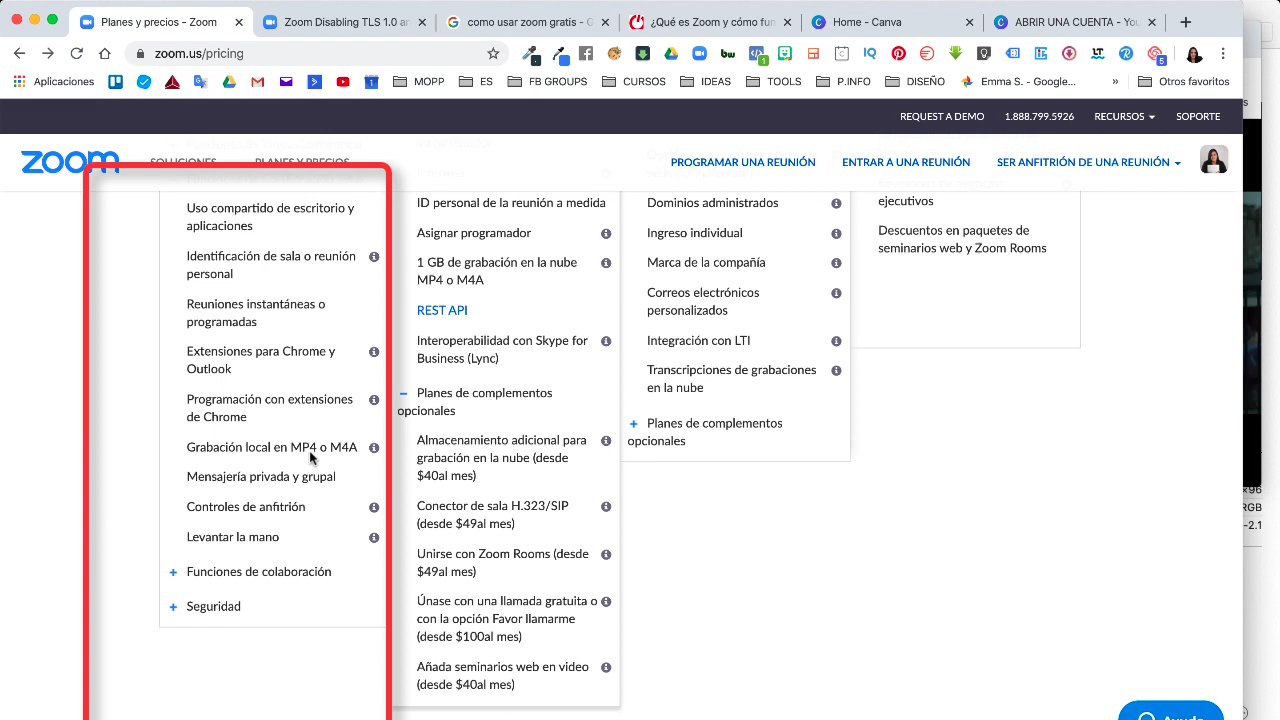 Planes y precios - Zoom
Zoom Disabling TLS 1.0 ar
como usar zoom gratis - G
¿Qué es Zoom y cómo fun
Home - Canva
ABRIR UNA CUENTA - You
zoom.us/pricing
Aplicaciones
MOPP
ES
FB GROUPS
CURSOS
IDEAS
TOOLS
P.INFO
DISEÑO
Emma S. - Google...
»
Otros favoritos
REQUEST A DEMO
1.888.799.5926
RECURSOS
SOPORTE
zoom
SOLUCIONES
PLANES Y PRECIOS
PROGRAMAR UNA REUNIÓN
ENTRAR A UNA REUNIÓN
SER ANFITRIÓN DE UNA REUNIÓN
Uso compartido de escritorio y
aplicaciones
Identificación de sala o reunión
personal
Reuniones instantáneas o
programadas
Extensiones para Chrome y
Outlook
Programación con extensiones
de Chrome
Grabación local en MP4 o M4A
Mensajería privada y grupal
Controles de anfitrión
Levantar la mano
+ Funciones de colaboración
+ Seguridad
ID personal de la reunión a medida
Asignar programador
1 GB de grabación en la nube
MP4 o M4A
REST API
Interoperabilidad con Skype for
Business (Lync)
− Planes de complementos
opcionales
Almacenamiento adicional para
grabación en la nube (desde
$40al mes)
Conector de sala H.323/SIP
(desde $49al mes)
Unirse con Zoom Rooms (desde
$49al mes)
Únase con una llamada gratuita o
con la opción Favor llamarme
(desde $100al mes)
Añada seminarios web en video
(desde $40al mes)
Dominios administrados
Ingreso individual
Marca de la compañía
Correos electrónicos
personalizados
Integración con LTI
Transcripciones de grabaciones
en la nube
+ Planes de complementos
opcionales
ejecutivos
Descuentos en paquetes de
seminarios web y Zoom Rooms
Ayuda
×96
RGB
-2.1